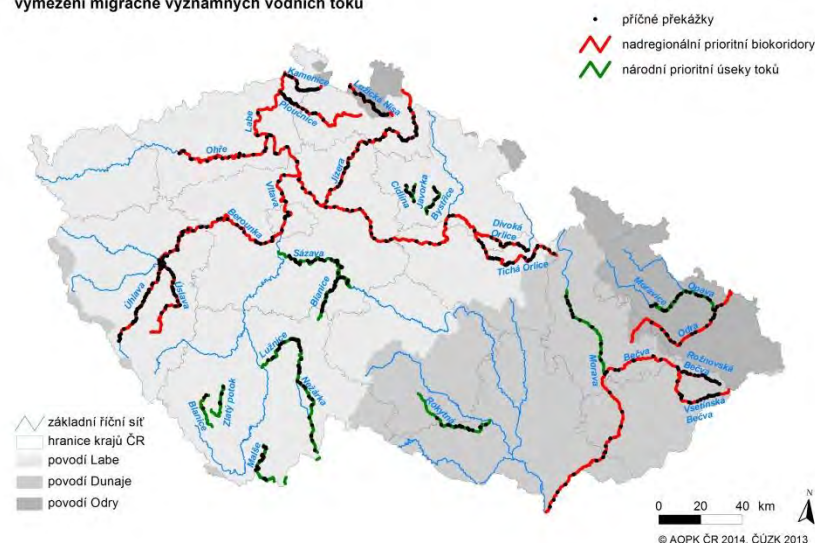 vymezení migračně významných vodních toků
příčné překážky
nadregionální prioritní biokoridory
národní prioritní úseky toků
Kamenice
Ploučnice
Lužická Nisa
Labe
Ohře
Jizera
Cidlina
Javorka
Bystřice
Vltava
Berounka
Divoká
Orlice
Tichá Orlice
Sázava
Blanice
Úhlava
Úslava
Moravice
Opava
Odra
Rožnovská
Bečva
Bečva
Vsetínská
Bečva
Morava
Lužnice
Nežárka
Rokytná
Blanice
Zlatý potok
Malše
základní říční síť
hranice krajů ČR
povodí Labe
povodí Dunaje
povodí Odry
0 20 40 km
N
© AOPK ČR 2014, ČÚZK 2013